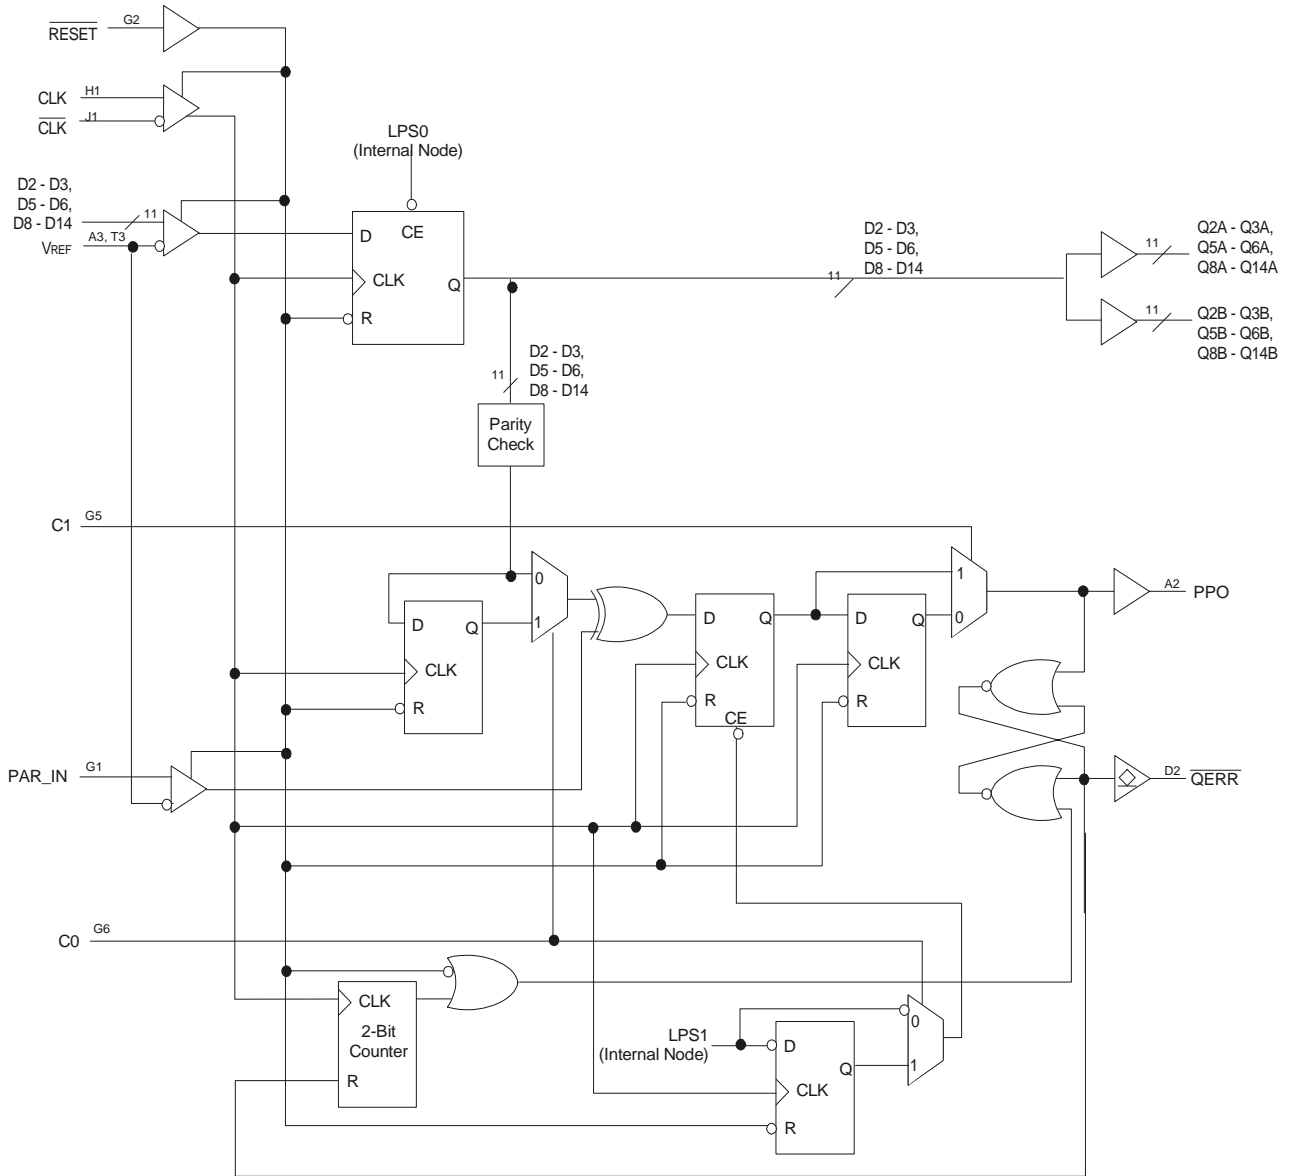 G2
RESET
CLK
H1
CLK
J1
LPS0
(Internal Node)
D2 - D3,
D5 - D6,
D8 - D14
11
VREF
A3, T3
D
CE
CLK
Q
R
D2 - D3,
D5 - D6,
D8 - D14
11
11
Q2A - Q3A,
Q5A - Q6A,
Q8A - Q14A
11
Q2B - Q3B,
Q5B - Q6B,
Q8B - Q14B
11
D2 - D3,
D5 - D6,
D8 - D14
Parity
Check
C1
G5
0
1
D
Q
CLK
R
D
Q
CLK
R
CE
D
Q
CLK
R
1
0
A2
PPO
PAR_IN
G1
D2
QERR
C0
G6
CLK
2-Bit
Counter
R
LPS1
(Internal Node)
D
Q
CLK
R
0
1